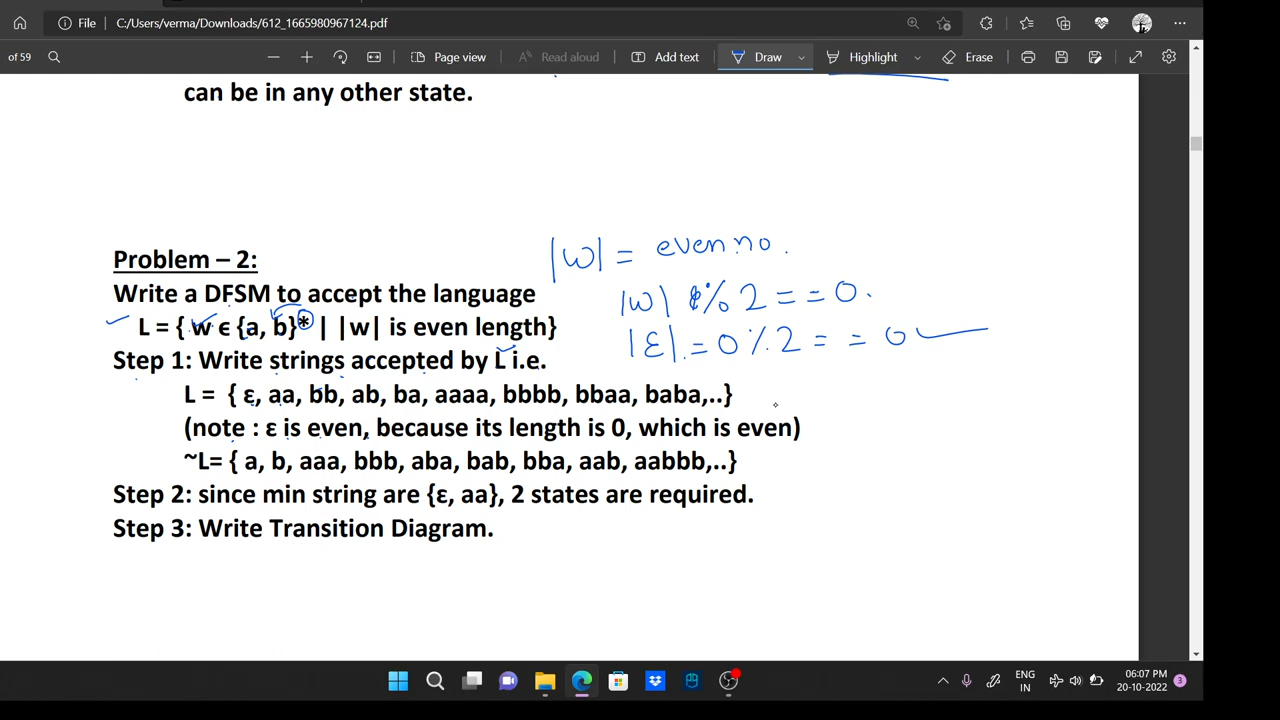 File
C:/Users/verma/Downloads/612_1665980967124.pdf
of 59
Page view
Read aloud
Add text
Draw
Highlight
Erase
can be in any other state.
Problem – 2:
Write a DFSM to accept the language
L = { w ϵ {a, b}* | |w| is even length}
Step 1: Write strings accepted by L i.e.
L = { ε, aa, bb, ab, ba, aaaa, bbbb, bbaa, baba,..}
(note : ε is even, because its length is 0, which is even)
~L= { a, b, aaa, bbb, aba, bab, bba, aab, aabbb,..}
Step 2: since min string are {ε, aa}, 2 states are required.
Step 3: Write Transition Diagram.
|w| = even no.
|w| % 2 == 0.
|ε| = 0 % 2 == 0
ENG
IN
06:07 PM
20-10-2022
3